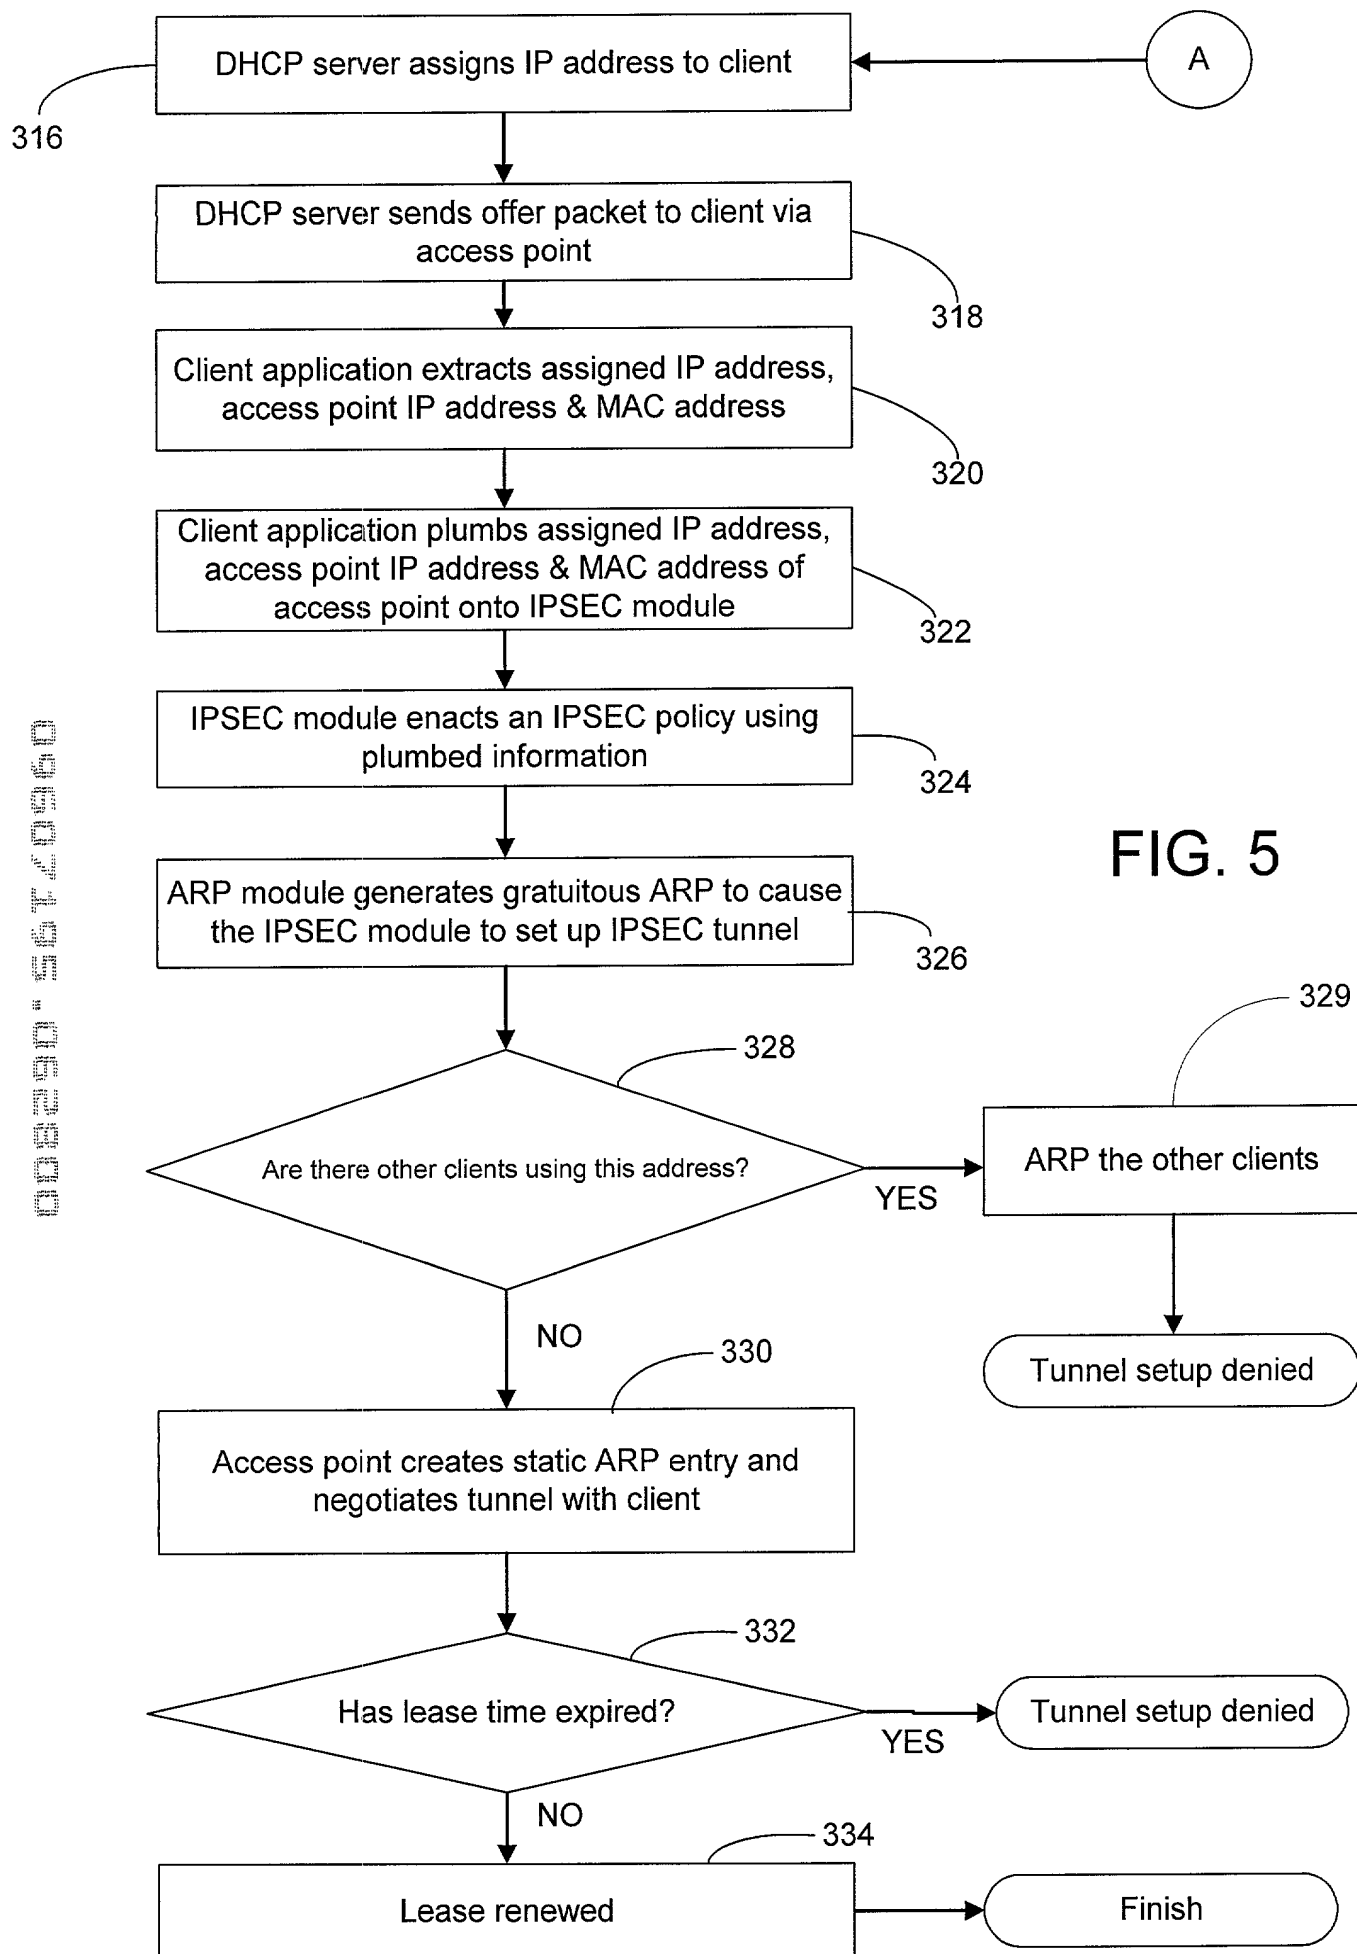 DHCP server assigns IP address to client
A
316
DHCP server sends offer packet to client via
access point
318
Client application extracts assigned IP address,
access point IP address & MAC address
320
Client application plumbs assigned IP address,
access point IP address & MAC address of
access point onto IPSEC module
322
IPSEC module enacts an IPSEC policy using
plumbed information
324
FIG. 5
ARP module generates gratuitous ARP to cause
the IPSEC module to set up IPSEC tunnel
326
09607195.062800
328
329
Are there other clients using this address?
YES
ARP the other clients
NO
Tunnel setup denied
330
Access point creates static ARP entry and
negotiates tunnel with client
332
Has lease time expired?
YES
Tunnel setup denied
NO
334
Lease renewed
Finish